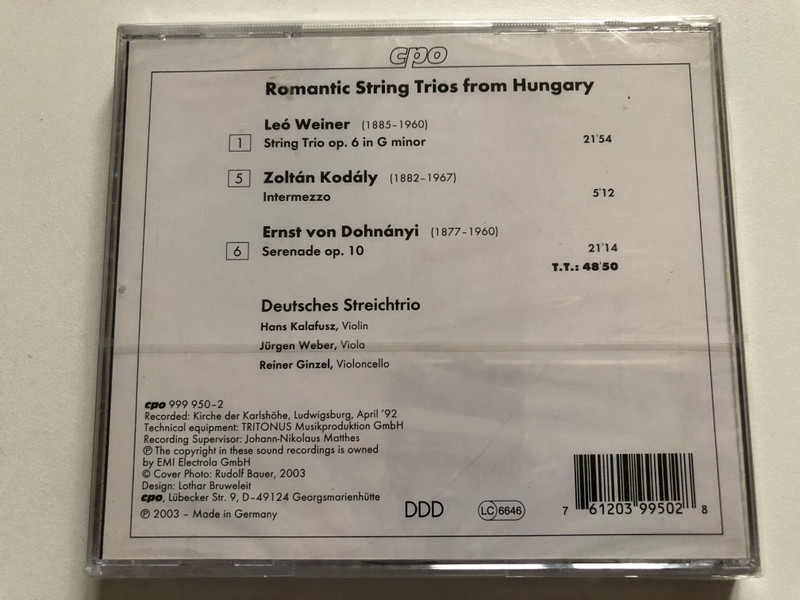 cpo
Romantic String Trios from Hungary
Leó Weiner (1885–1960)
1 String Trio op. 6 in G minor 21'54
5 Zoltán Kodály (1882–1967)
Intermezzo 5'12
Ernst von Dohnányi (1877–1960)
6 Serenade op. 10 21'14
T.T.: 48'50
Deutsches Streichtrio
Hans Kalafusz, Violin
Jürgen Weber, Viola
Reiner Ginzel, Violoncello
cpo 999 950–2
Recorded: Kirche der Karlshöhe, Ludwigsburg, April '92
Technical equipment: TRITONUS Musikproduktion GmbH
Recording Supervisor: Johann-Nikolaus Matthes
℗ The copyright in these sound recordings is owned
by EMI Electrola GmbH
© Cover Photo: Rudolf Bauer, 2003
Design: Lothar Bruweleit
cpo, Lübecker Str. 9, D–49124 Georgsmarienhütte
℗ 2003 – Made in Germany
DDD
LC 6646
7 61203 99502 8